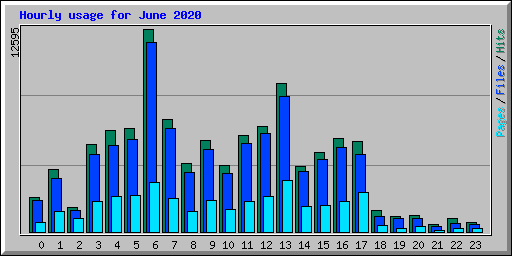 Hourly usage for June 2020
12595
Pages/Files/Hits
0 1 2 3 4 5 6 7 8 9 10 11 12 13 14 15 16 17 18 19 20 21 22 23